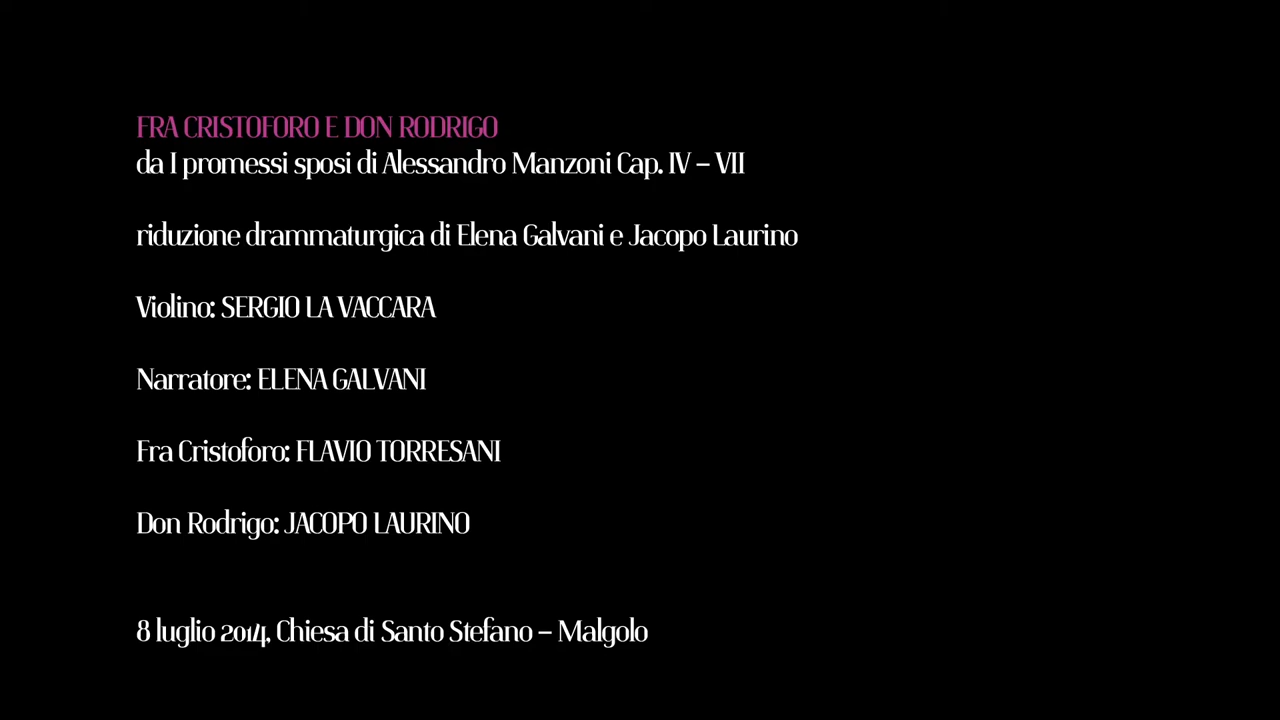 FRA CRISTOFORO E DON RODRIGO
da I promessi sposi di Alessandro Manzoni Cap. IV – VII
riduzione drammaturgica di Elena Galvani e Jacopo Laurino
Violino: SERGIO LA VACCARA
Narratore: ELENA GALVANI
Fra Cristoforo: FLAVIO TORRESANI
Don Rodrigo: JACOPO LAURINO
8 luglio 2014, Chiesa di Santo Stefano – Malgolo